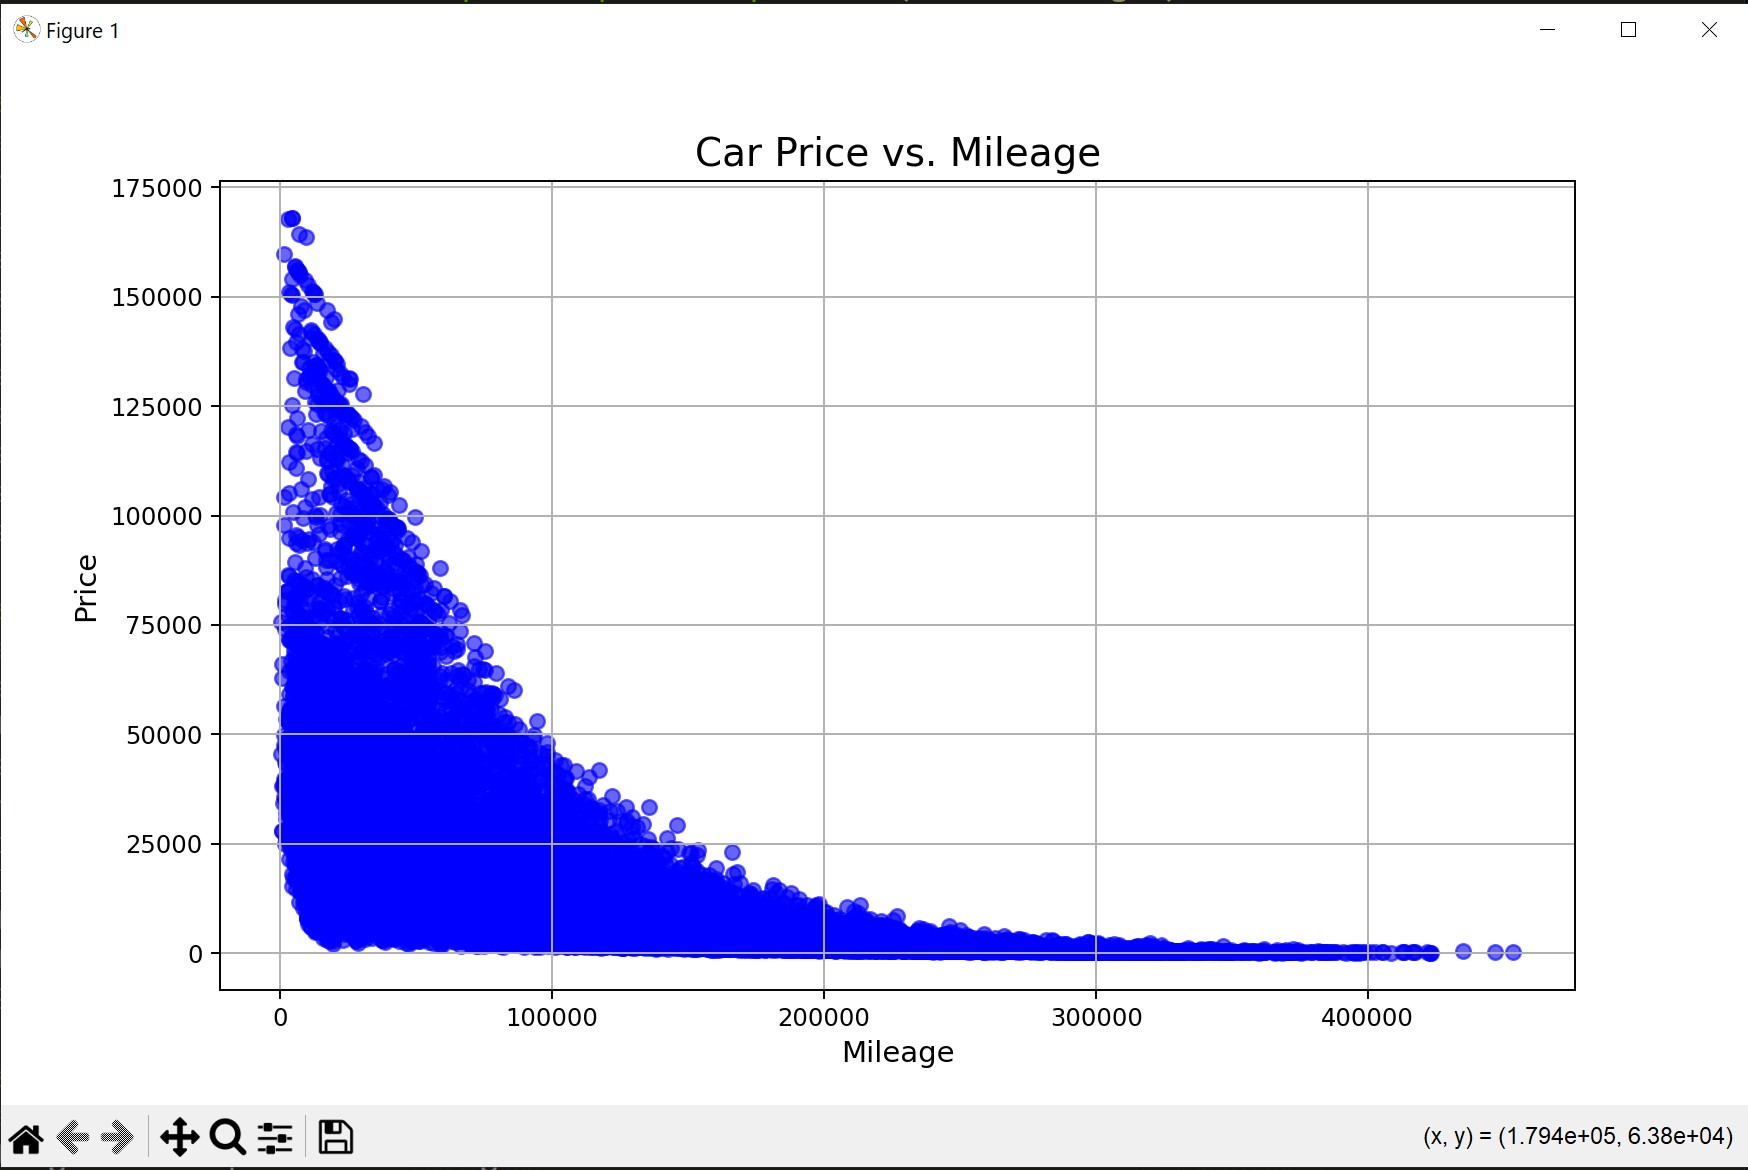 Figure 1
Car Price vs. Mileage
175000
150000
125000
100000
75000
50000
25000
0
Price
0 100000 200000 300000 400000
Mileage
(x, y) = (1.794e+05, 6.38e+04)